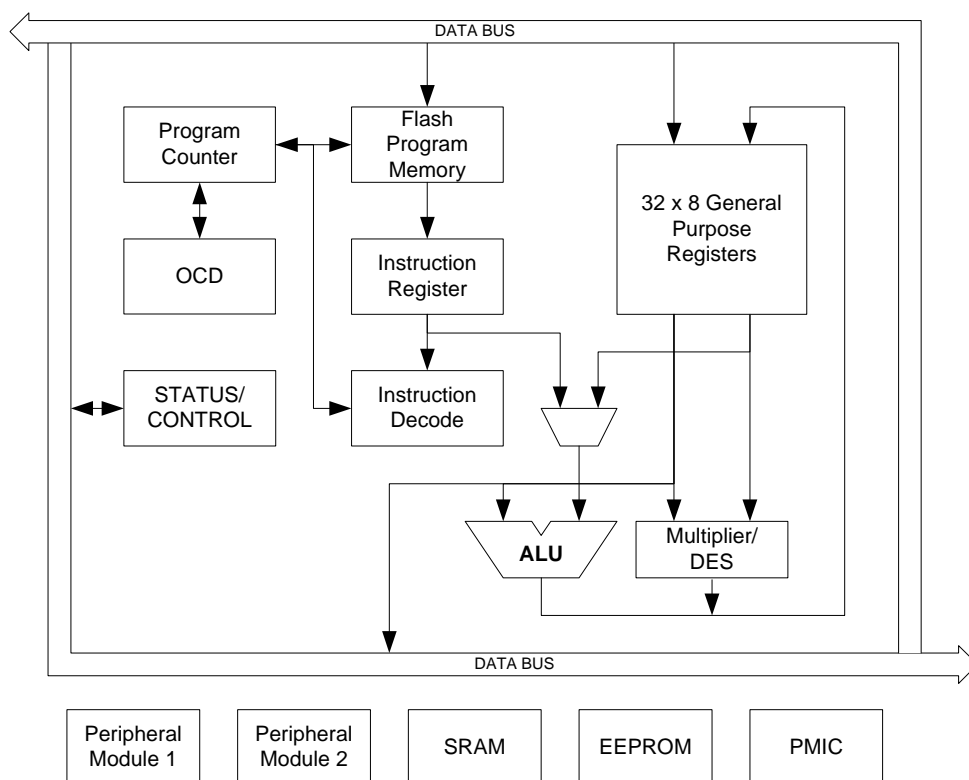 DATA BUS
Program
Counter
Flash
Program
Memory
32 x 8 General
Purpose
Registers
OCD
Instruction
Register
STATUS/
CONTROL
Instruction
Decode
ALU
Multiplier/
DES
DATA BUS
Peripheral
Module 1
Peripheral
Module 2
SRAM
EEPROM
PMIC